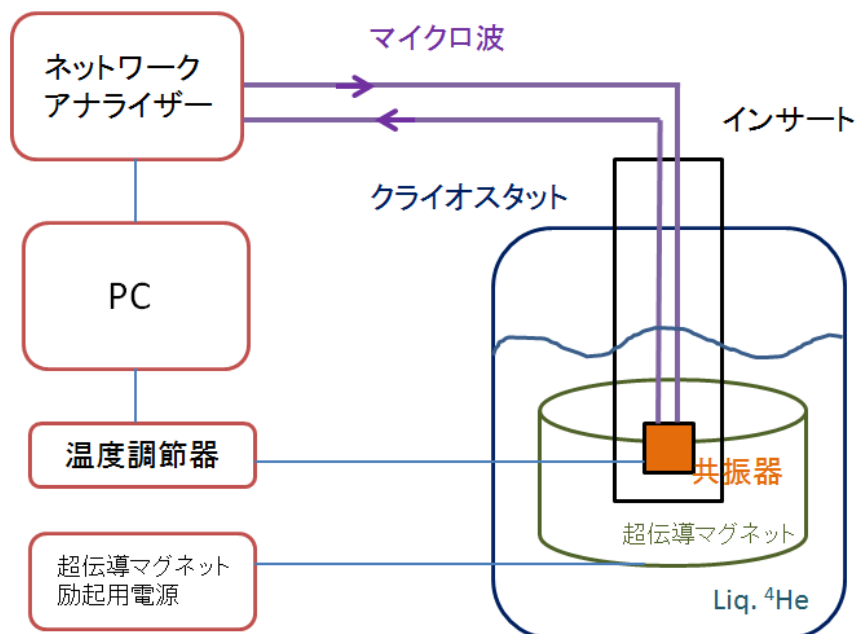 マイクロ波
ネットワーク
アナライザー
インサート
クライオスタット
PC
温度調節器
共振器
超伝導マグネット
超伝導マグネット
励起用電源
Liq. ⁴He